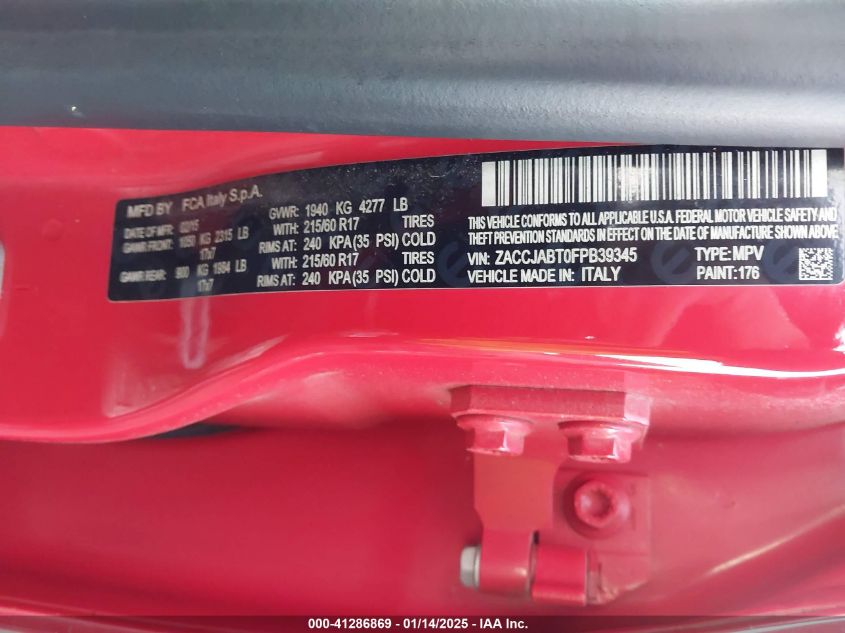 MFD BY FCA Italy S.p.A.
DATE OF MFR: 02/15 GVWR: 1940 KG 4277 LB
GAWR FRONT: 1050 KG 2315 LB WITH: 215/60 R17 TIRES
17x7 RIMS AT: 240 KPA(35 PSI) COLD
GAWR REAR: 900 KG 1984 LB WITH: 215/60 R17 TIRES
17x7 RIMS AT: 240 KPA(35 PSI) COLD
THIS VEHICLE CONFORMS TO ALL APPLICABLE U.S.A. FEDERAL MOTOR VEHICLE SAFETY AND
THEFT PREVENTION STANDARDS IN EFFECT ON THE DATE OF MANUFACTURE SHOWN ABOVE.
VIN: ZACCJABT0FPB39345 TYPE: MPV
VEHICLE MADE IN: ITALY PAINT: 176
000-41286869 - 01/14/2025 - IAA Inc.